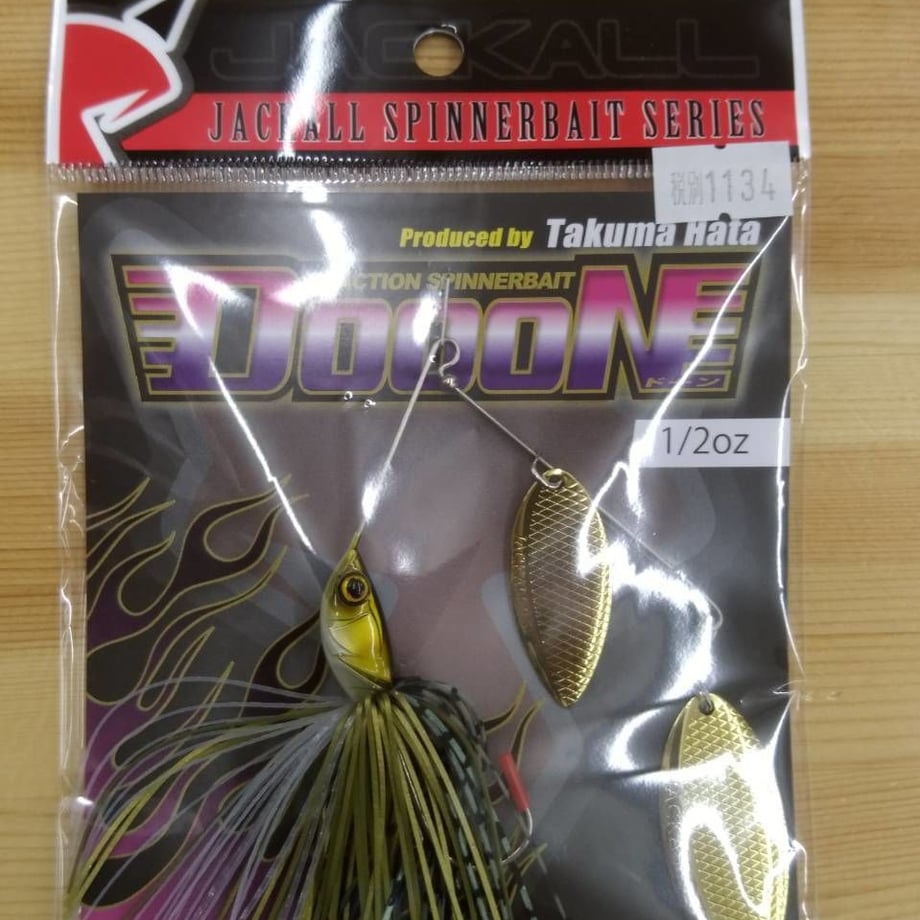 JACKALL
JACKALL SPINNERBAIT SERIES
税別1134
Produced by Takuma Hata
ACTION SPINNERBAIT
DOOON
ドーン
1/2oz